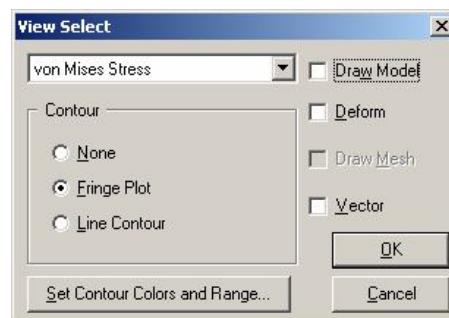 View Select
von Mises Stress
Draw Model
Contour
Deform
None
Draw Mesh
Fringe Plot
Vector
Line Contour
OK
Set Contour Colors and Range...
Cancel